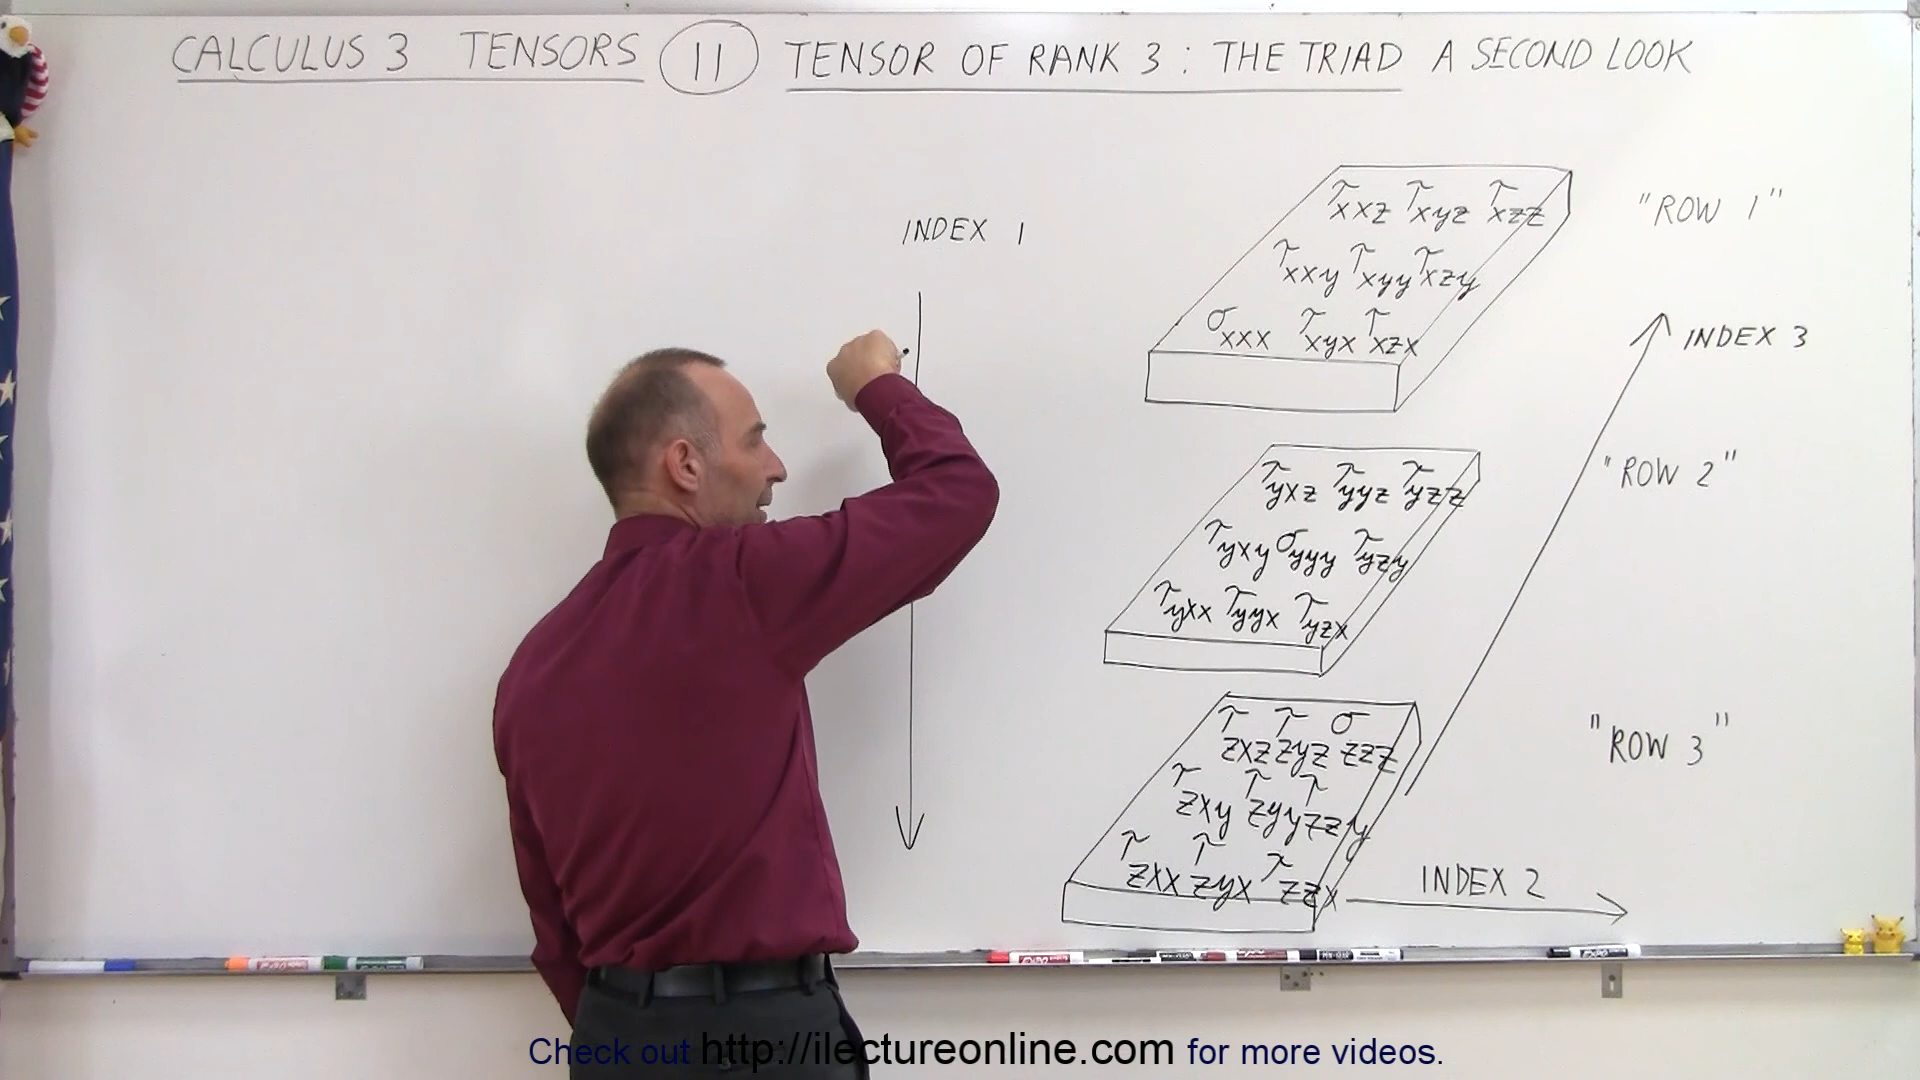 CALCULUS 3 TENSORS 11 TENSOR OF RANK 3 : THE TRIAD A SECOND LOOK
INDEX 1
τxxz τxyz τxzz
"ROW 1"
τxxy τxyy τxzy
σxxx τxyx τxzx
INDEX 3
τyxz τyyz τyzz
"ROW 2"
τyxy σyyy τyzy
τyxx τyyx τyzx
τzxz τzyz σzzz
"ROW 3"
τzxy τzyy τzzy
τzxx τzyx τzzx
INDEX 2
EXPO
Check out http://ilectureonline.com for more videos.